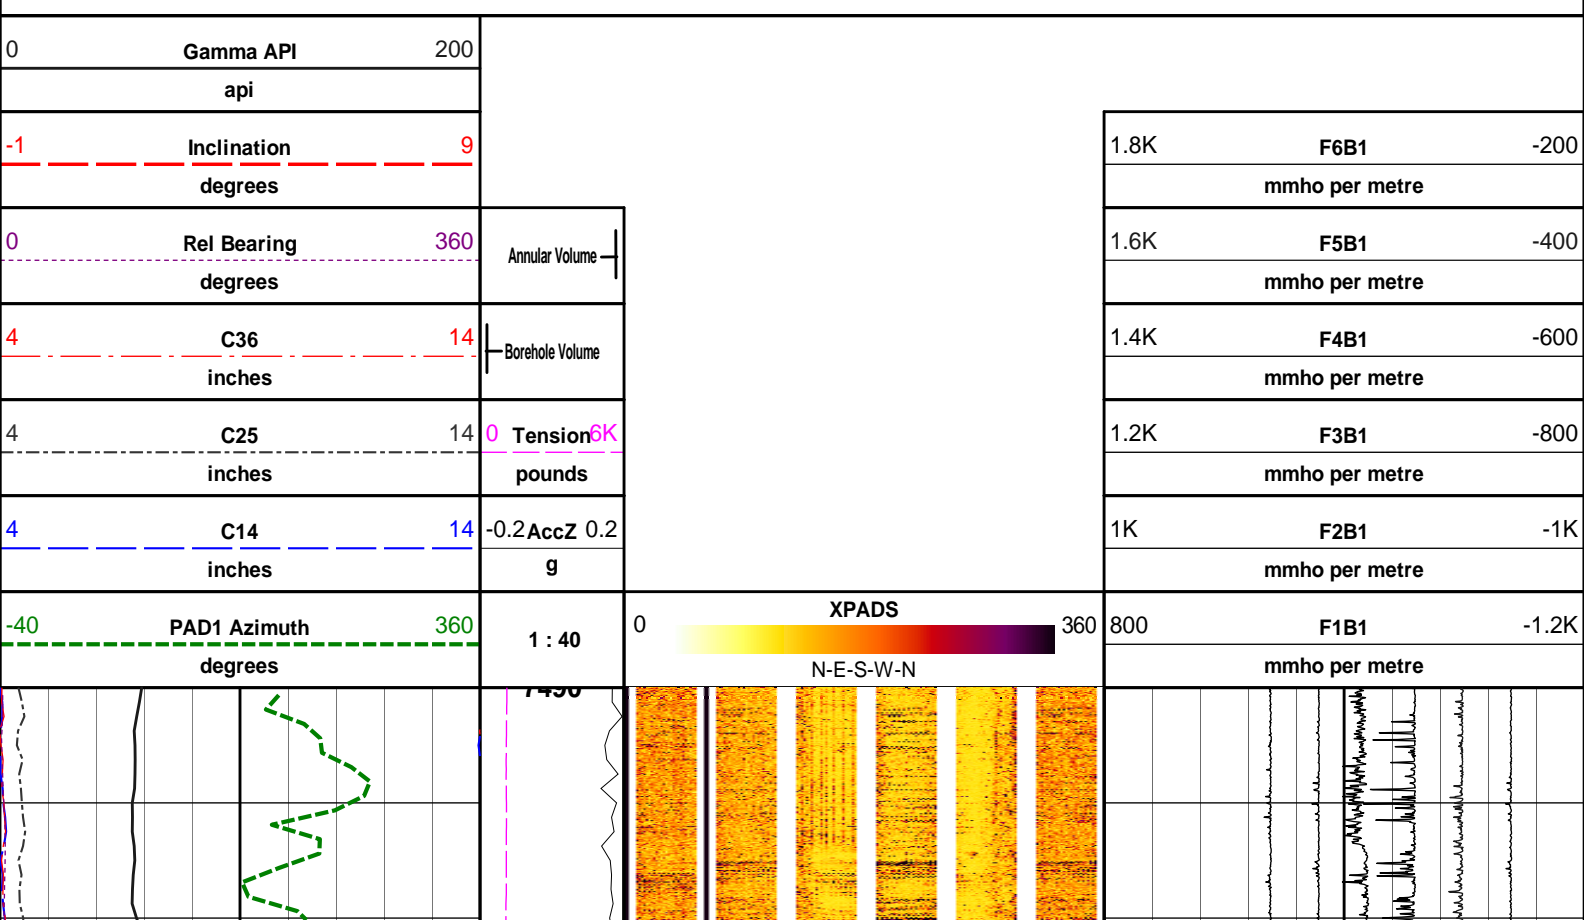 0 Gamma API 200
api
-1 Inclination 9
degrees
0 Rel Bearing 360
degrees
4 C36 14
inches
4 C25 14
inches
4 C14 14
inches
-40 PAD1 Azimuth 360
degrees
Annular Volume
Borehole Volume
0 Tension 6K
pounds
-0.2 AccZ 0.2
g
1 : 40
7490
XPADS
0 360
N-E-S-W-N
1.8K F6B1 -200
mmho per metre
1.6K F5B1 -400
mmho per metre
1.4K F4B1 -600
mmho per metre
1.2K F3B1 -800
mmho per metre
1K F2B1 -1K
mmho per metre
800 F1B1 -1.2K
mmho per metre